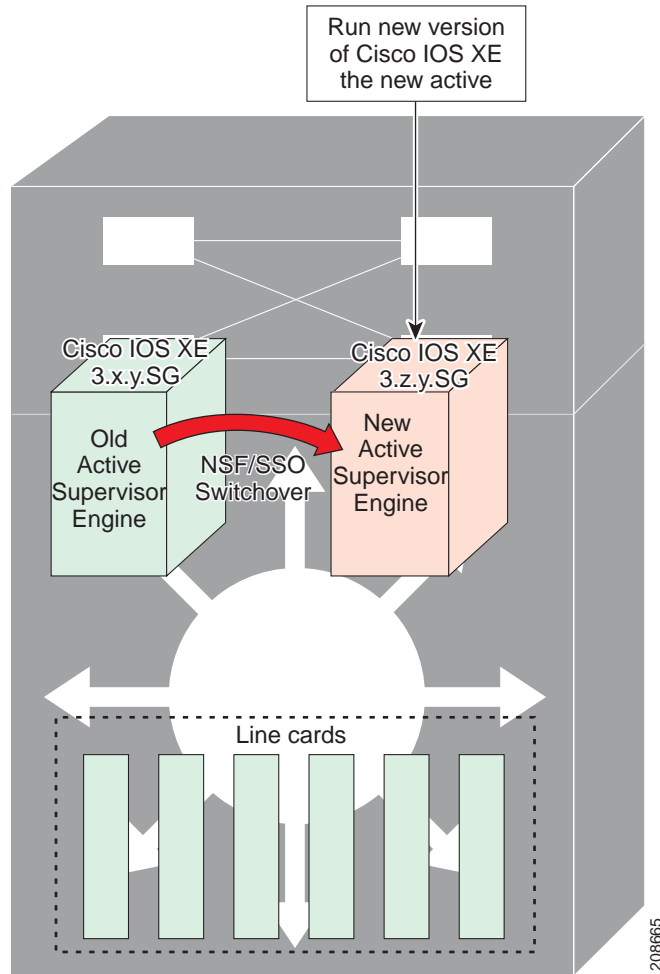 Run new version
of Cisco IOS XE
the new active
Cisco IOS XE
3.x.y.SG
Cisco IOS XE
3.z.y.SG
Old
Active
Supervisor
Engine
NSF/SSO
Switchover
New
Active
Supervisor
Engine
Line cards
208665